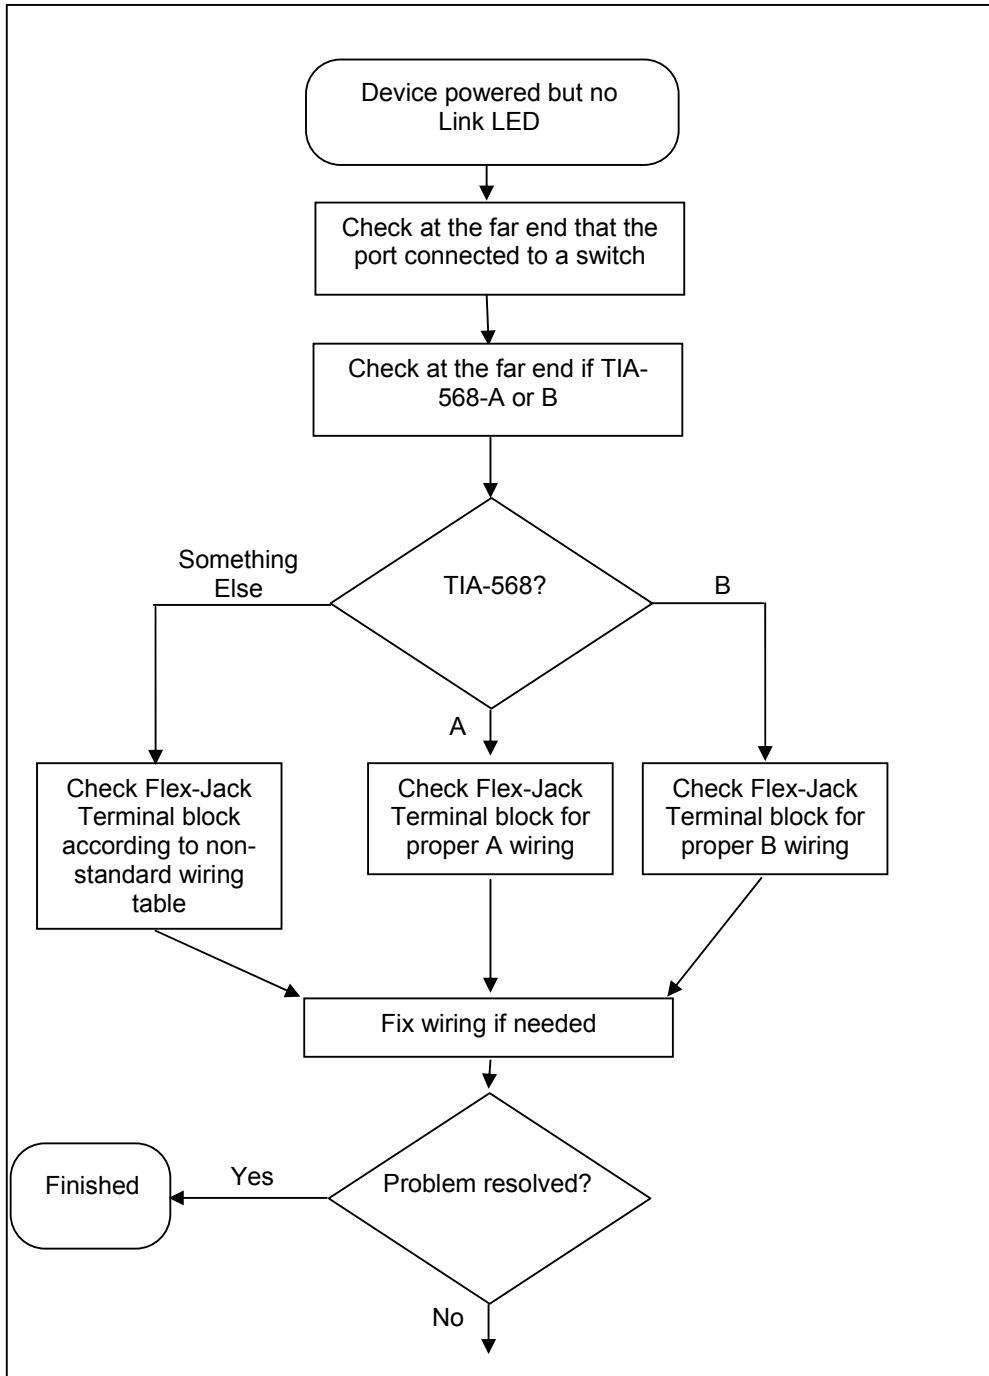 Device powered but no
Link LED
Check at the far end that the
port connected to a switch
Check at the far end if TIA-
568-A or B
TIA-568?
Something
Else
B
A
Check Flex-Jack
Terminal block
according to non-
standard wiring
table
Check Flex-Jack
Terminal block for
proper A wiring
Check Flex-Jack
Terminal block for
proper B wiring
Fix wiring if needed
Problem resolved?
Yes
Finished
No